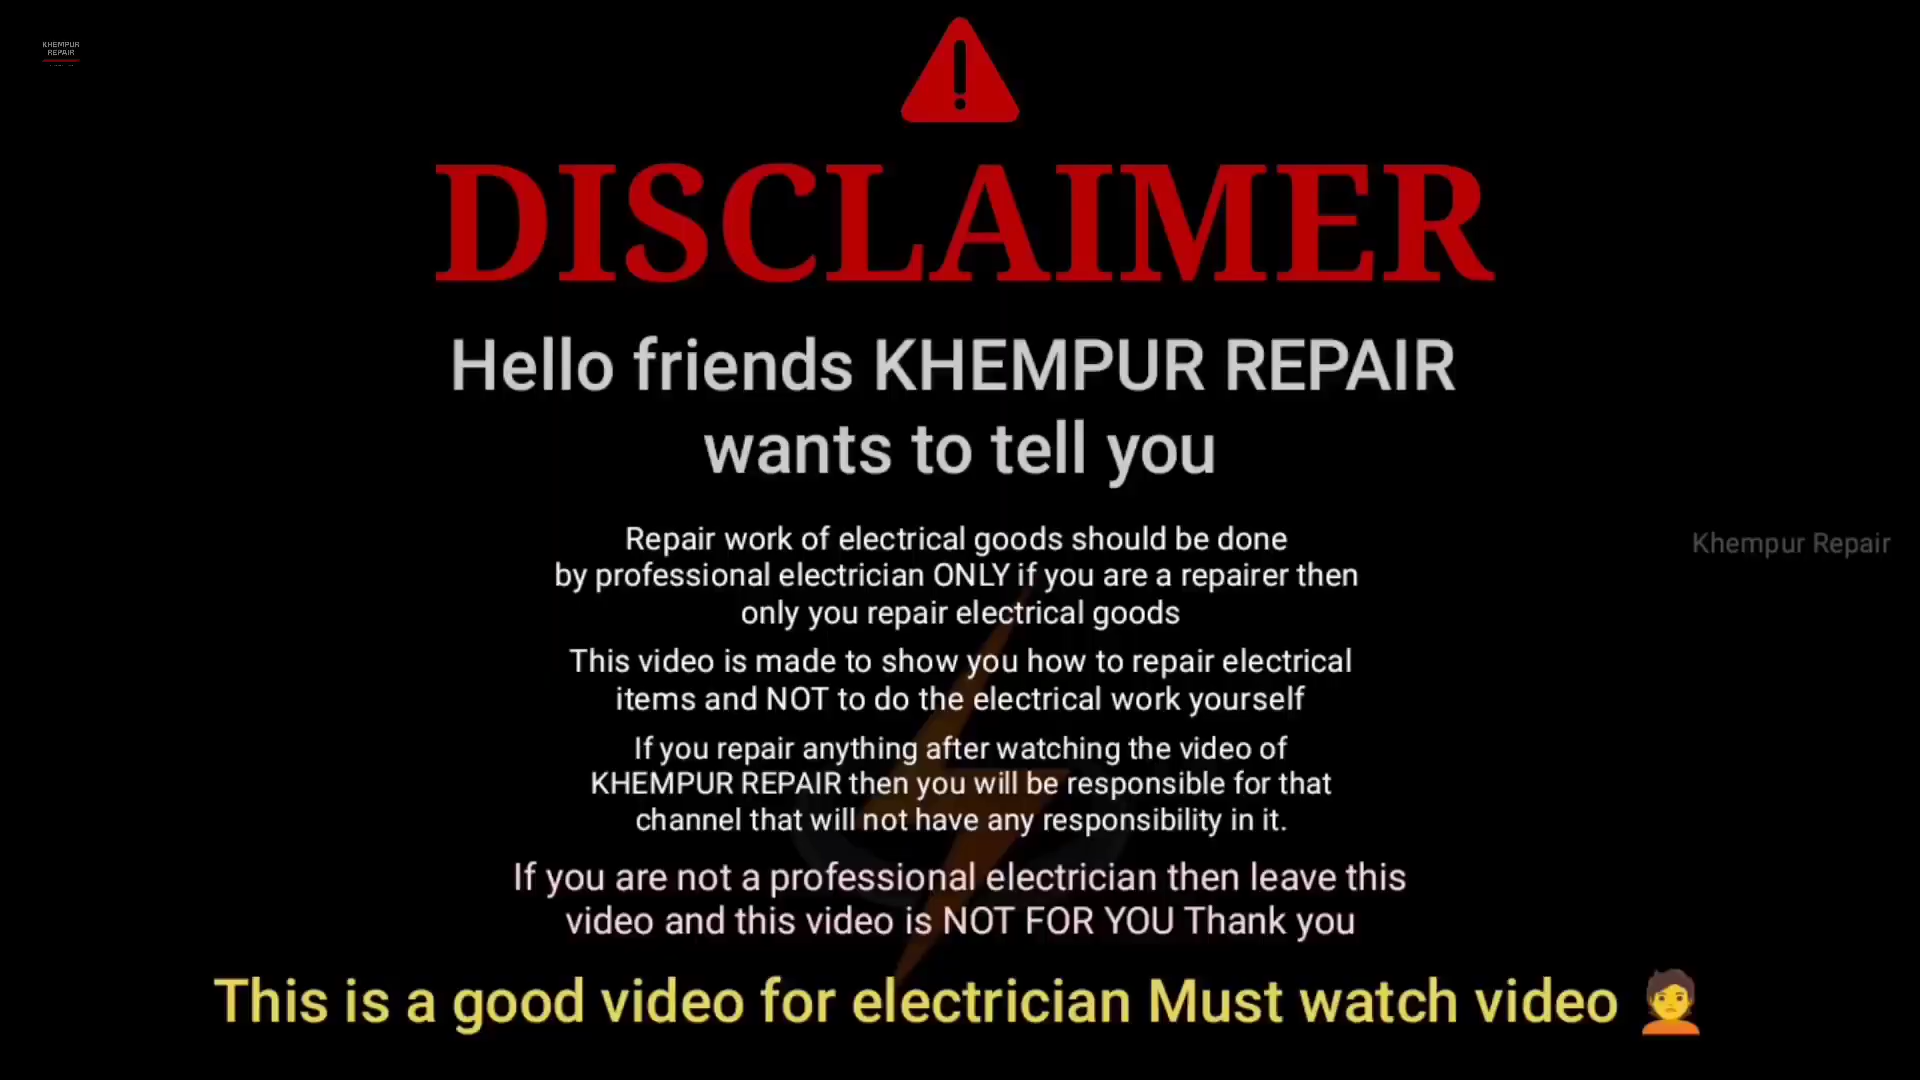 KHEMPUR
REPAIR
DISCLAIMER
Hello friends KHEMPUR REPAIR
wants to tell you
Repair work of electrical goods should be done
by professional electrician ONLY if you are a repairer then
only you repair electrical goods
Khempur Repair
This video is made to show you how to repair electrical
items and NOT to do the electrical work yourself
If you repair anything after watching the video of
KHEMPUR REPAIR then you will be responsible for that
channel that will not have any responsibility in it.
If you are not a professional electrician then leave this
video and this video is NOT FOR YOU Thank you
This is a good video for electrician Must watch video 🙍